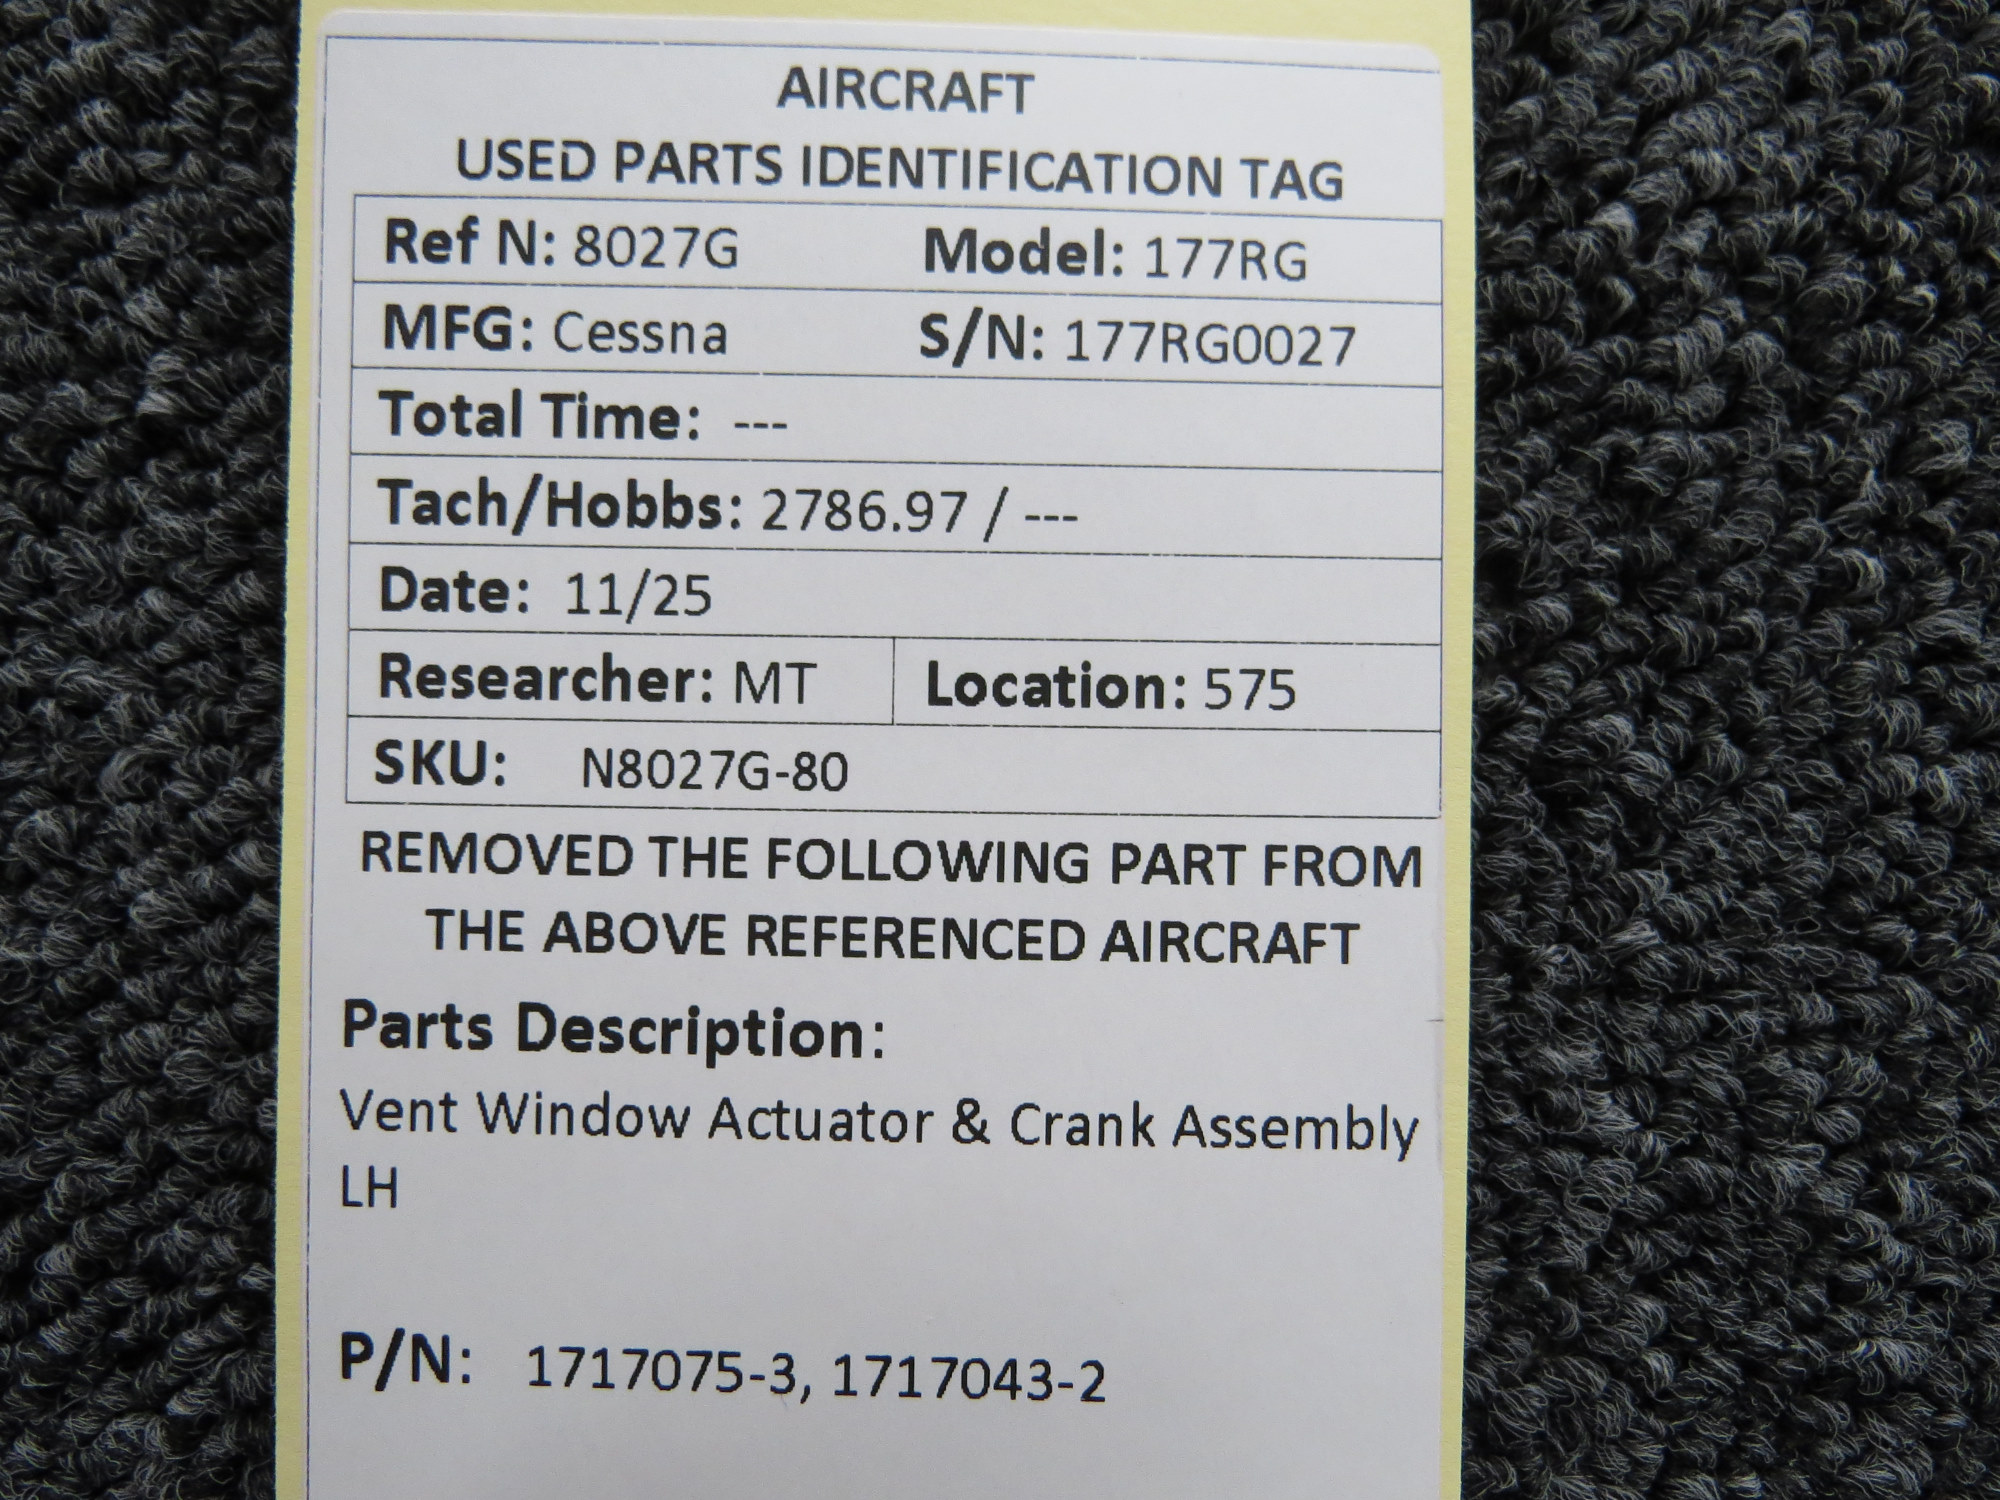 AIRCRAFT
USED PARTS IDENTIFICATION TAG
Ref N: 8027G Model: 177RG
MFG: Cessna S/N: 177RG0027
Total Time: ---
Tach/Hobbs: 2786.97 / ---
Date: 11/25
Researcher: MT Location: 575
SKU: N8027G-80
REMOVED THE FOLLOWING PART FROM
THE ABOVE REFERENCED AIRCRAFT
Parts Description:
Vent Window Actuator & Crank Assembly
LH
P/N: 1717075-3, 1717043-2